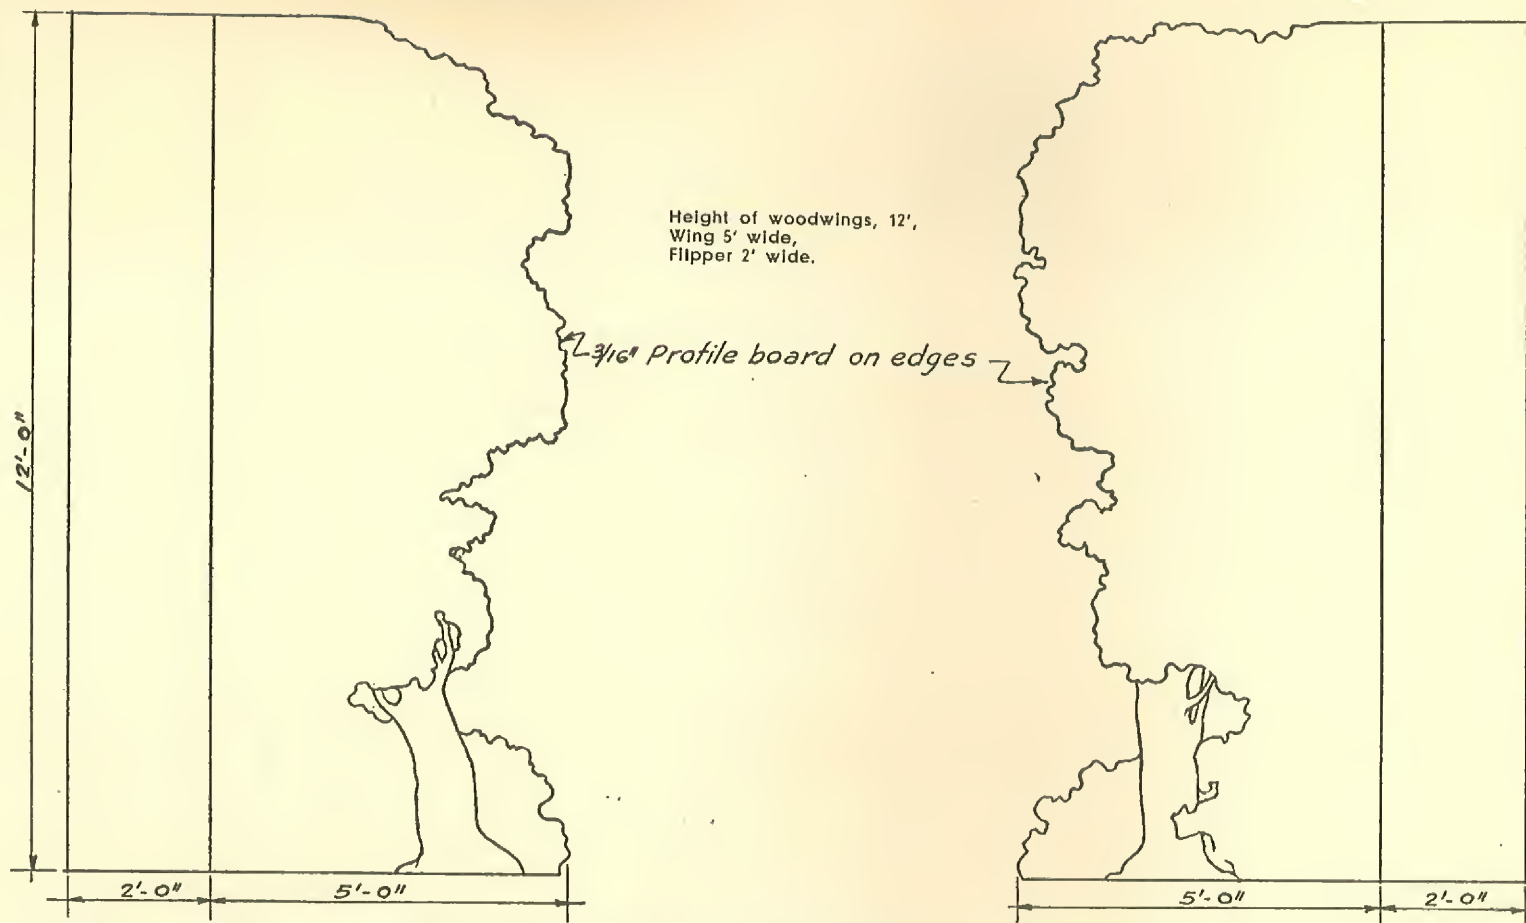 Height of woodwings, 12',
Wing 5' wide,
Flipper 2' wide.
3/16" Profile board on edges
12'-0"
2'-0"
5'-0"
5'-0"
2'-0"